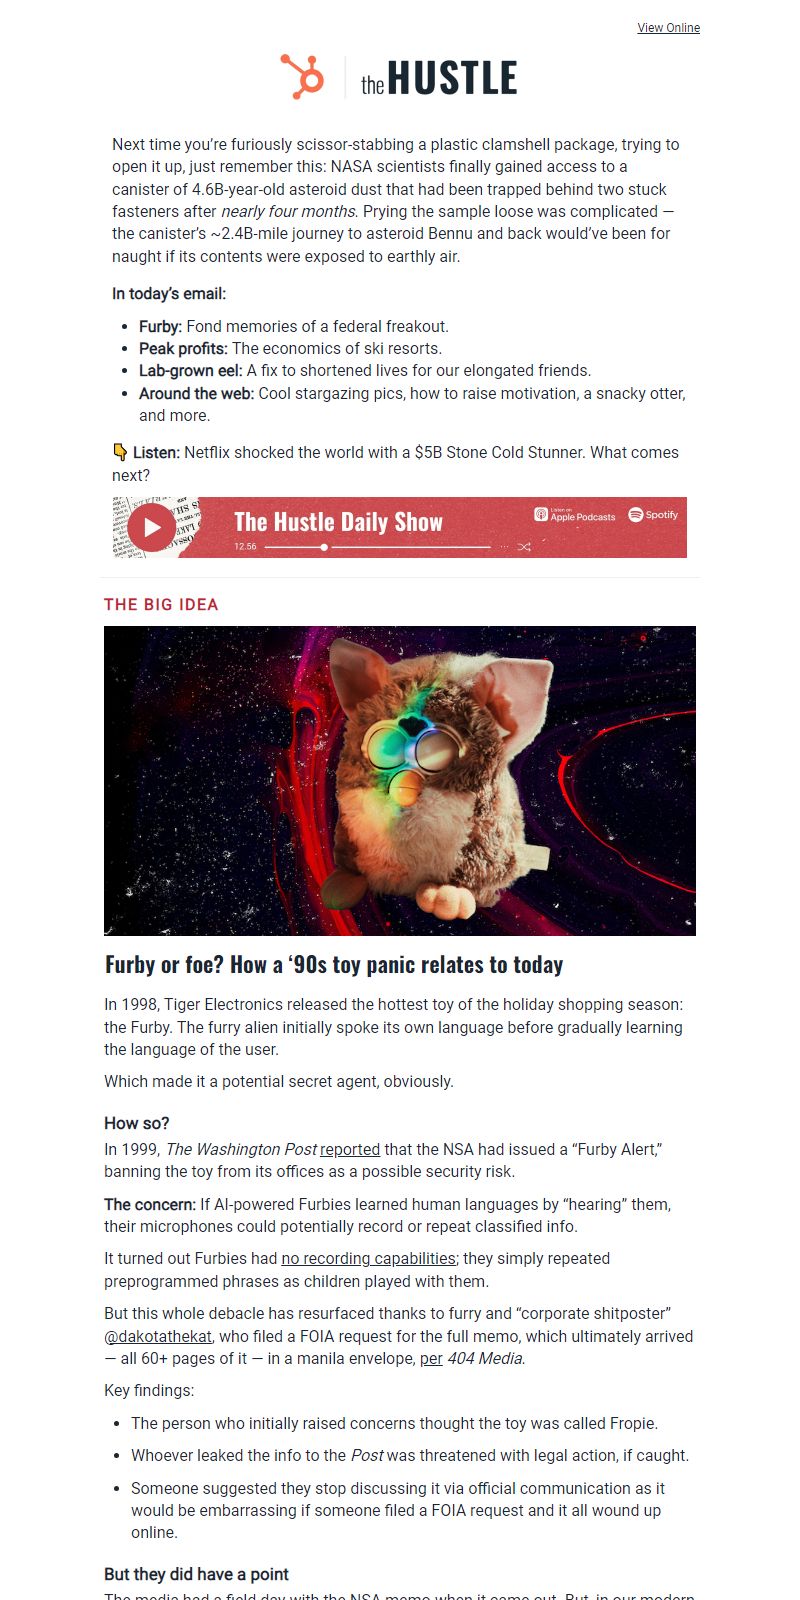 View Online
the HUSTLE
Next time you’re furiously scissor-stabbing a plastic clamshell package, trying to
open it up, just remember this: NASA scientists finally gained access to a
canister of 4.6B-year-old asteroid dust that had been trapped behind two stuck
fasteners after nearly four months. Prying the sample loose was complicated —
the canister’s ~2.4B-mile journey to asteroid Bennu and back would’ve been for
naught if its contents were exposed to earthly air.
In today’s email:
• Furby: Fond memories of a federal freakout.
• Peak profits: The economics of ski resorts.
• Lab-grown eel: A fix to shortened lives for our elongated friends.
• Around the web: Cool stargazing pics, how to raise motivation, a snacky otter,
and more.
👇 Listen: Netflix shocked the world with a $5B Stone Cold Stunner. What comes
next?
The Hustle Daily Show
Listen on
Apple Podcasts
Spotify
12.56
THE BIG IDEA
Furby or foe? How a ‘90s toy panic relates to today
In 1998, Tiger Electronics released the hottest toy of the holiday shopping season:
the Furby. The furry alien initially spoke its own language before gradually learning
the language of the user.
Which made it a potential secret agent, obviously.
How so?
In 1999, The Washington Post reported that the NSA had issued a “Furby Alert,”
banning the toy from its offices as a possible security risk.
The concern: If AI-powered Furbies learned human languages by “hearing” them,
their microphones could potentially record or repeat classified info.
It turned out Furbies had no recording capabilities; they simply repeated
preprogrammed phrases as children played with them.
But this whole debacle has resurfaced thanks to furry and “corporate shitposter”
@dakotathekat, who filed a FOIA request for the full memo, which ultimately arrived
— all 60+ pages of it — in a manila envelope, per 404 Media.
Key findings:
• The person who initially raised concerns thought the toy was called Fropie.
• Whoever leaked the info to the Post was threatened with legal action, if caught.
• Someone suggested they stop discussing it via official communication as it
would be embarrassing if someone filed a FOIA request and it all wound up
online.
But they did have a point
The media had a field day with the NSA memo when it came out. But, in our modern